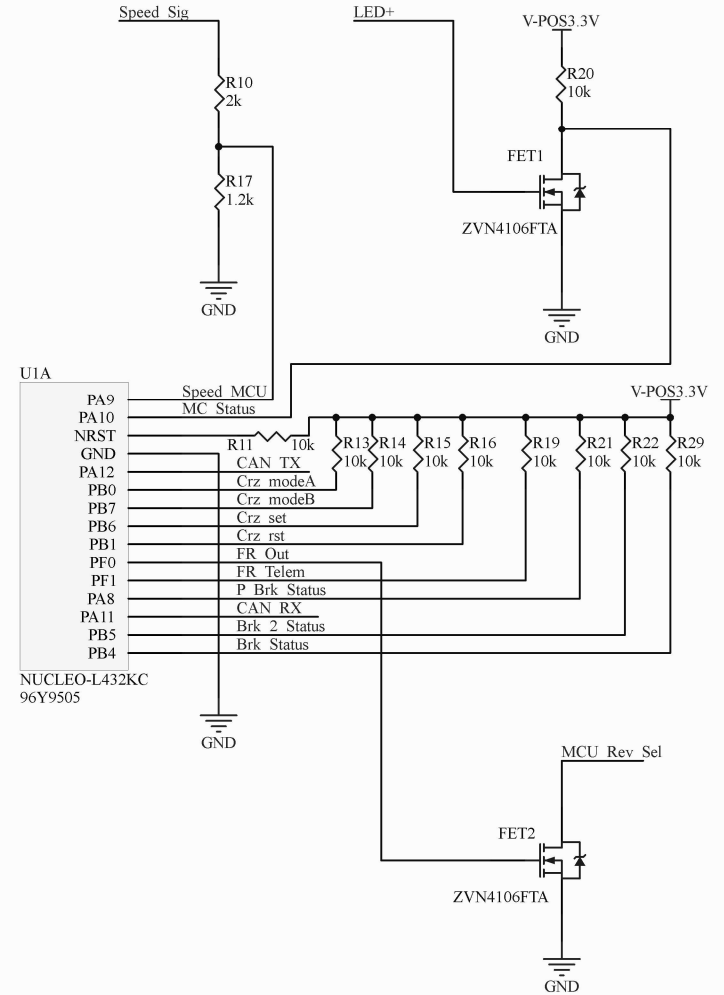 Speed Sig
LED+
V-POS3.3V
R10
2k
R20
10k
FET1
R17
1.2k
ZVN4106FTA
GND
GND
U1A
PA9
Speed MCU
V-POS3.3V
PA10
MC Status
NRST
R11
10k
R13
10k
R14
10k
R15
10k
R16
10k
R19
10k
R21
10k
R22
10k
R29
10k
GND
PA12
CAN TX
PB0
Crz modeA
PB7
Crz modeB
PB6
Crz set
PB1
Crz rst
PF0
FR Out
PF1
FR Telem
PA8
P Brk Status
PA11
CAN RX
PB5
Brk 2 Status
PB4
Brk Status
NUCLEO-L432KC
96Y9505
GND
MCU Rev Sel
FET2
ZVN4106FTA
GND